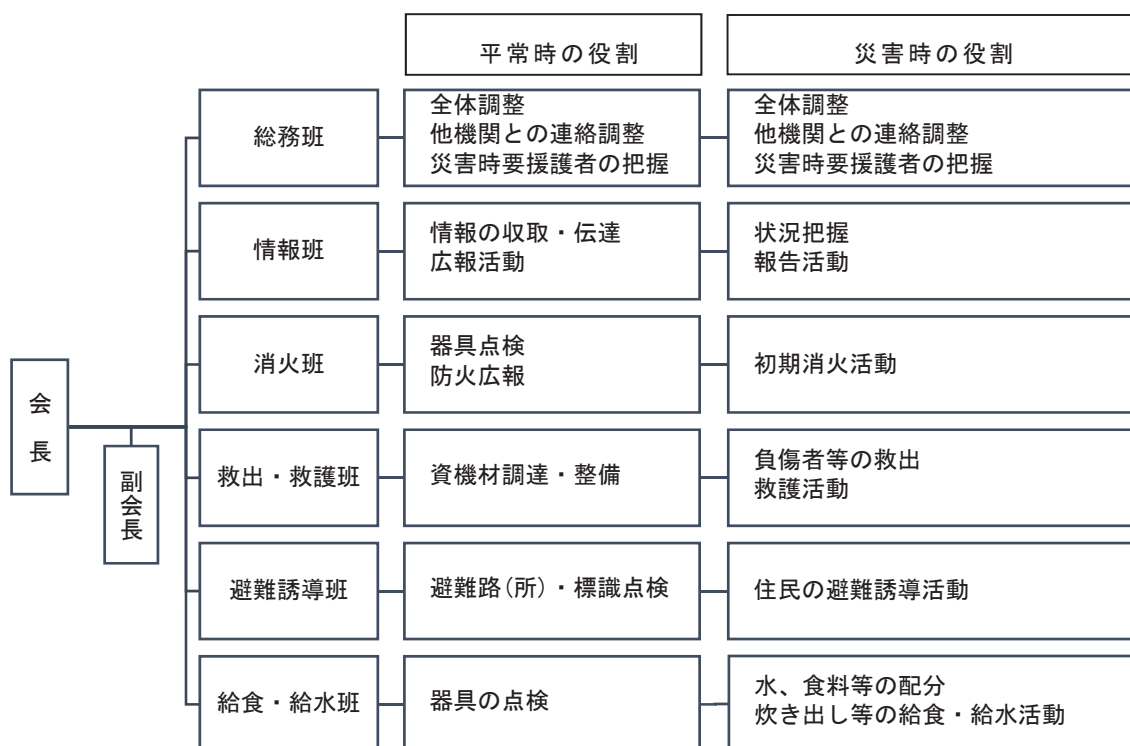 平常時の役割
災害時の役割
総務班
全体調整
他機関との連絡調整
災害時要援護者の把握
全体調整
他機関との連絡調整
災害時要援護者の把握
情報班
情報の収取・伝達
広報活動
状況把握
報告活動
消火班
器具点検
防火広報
初期消火活動
会長
副会長
救出・救護班
資機材調達・整備
負傷者等の救出
救護活動
避難誘導班
避難路(所)・標識点検
住民の避難誘導活動
給食・給水班
器具の点検
水、食料等の配分
炊き出し等の給食・給水活動